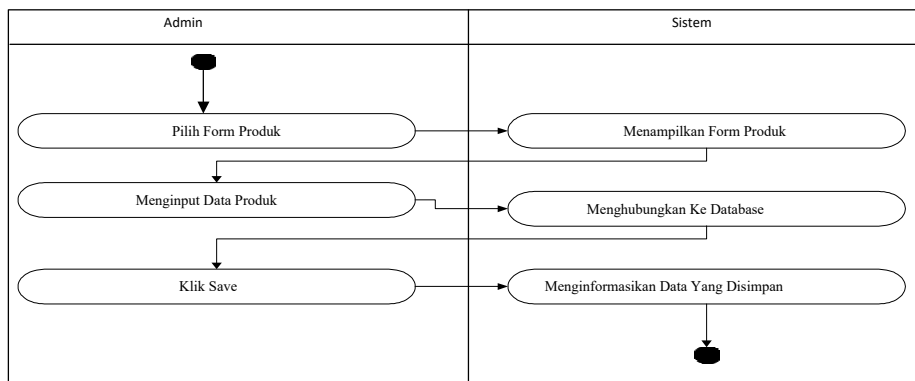 Admin
Sistem
Pilih Form Produk
Menampilkan Form Produk
Menginput Data Produk
Menghubungkan Ke Database
Klik Save
Menginformasikan Data Yang Disimpan